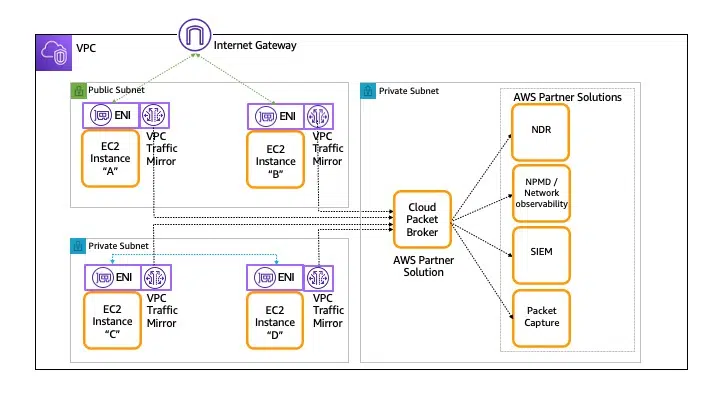 VPC
Internet Gateway
Public Subnet
ENI
ENI
EC2
Instance
“A”
VPC
Traffic
Mirror
EC2
Instance
“B”
VPC
Traffic
Mirror
Private Subnet
ENI
ENI
EC2
Instance
“C”
VPC
Traffic
Mirror
EC2
Instance
“D”
VPC
Traffic
Mirror
Private Subnet
Cloud
Packet
Broker
AWS Partner
Solution
AWS Partner Solutions
NDR
NPMD /
Network
observability
SIEM
Packet
Capture